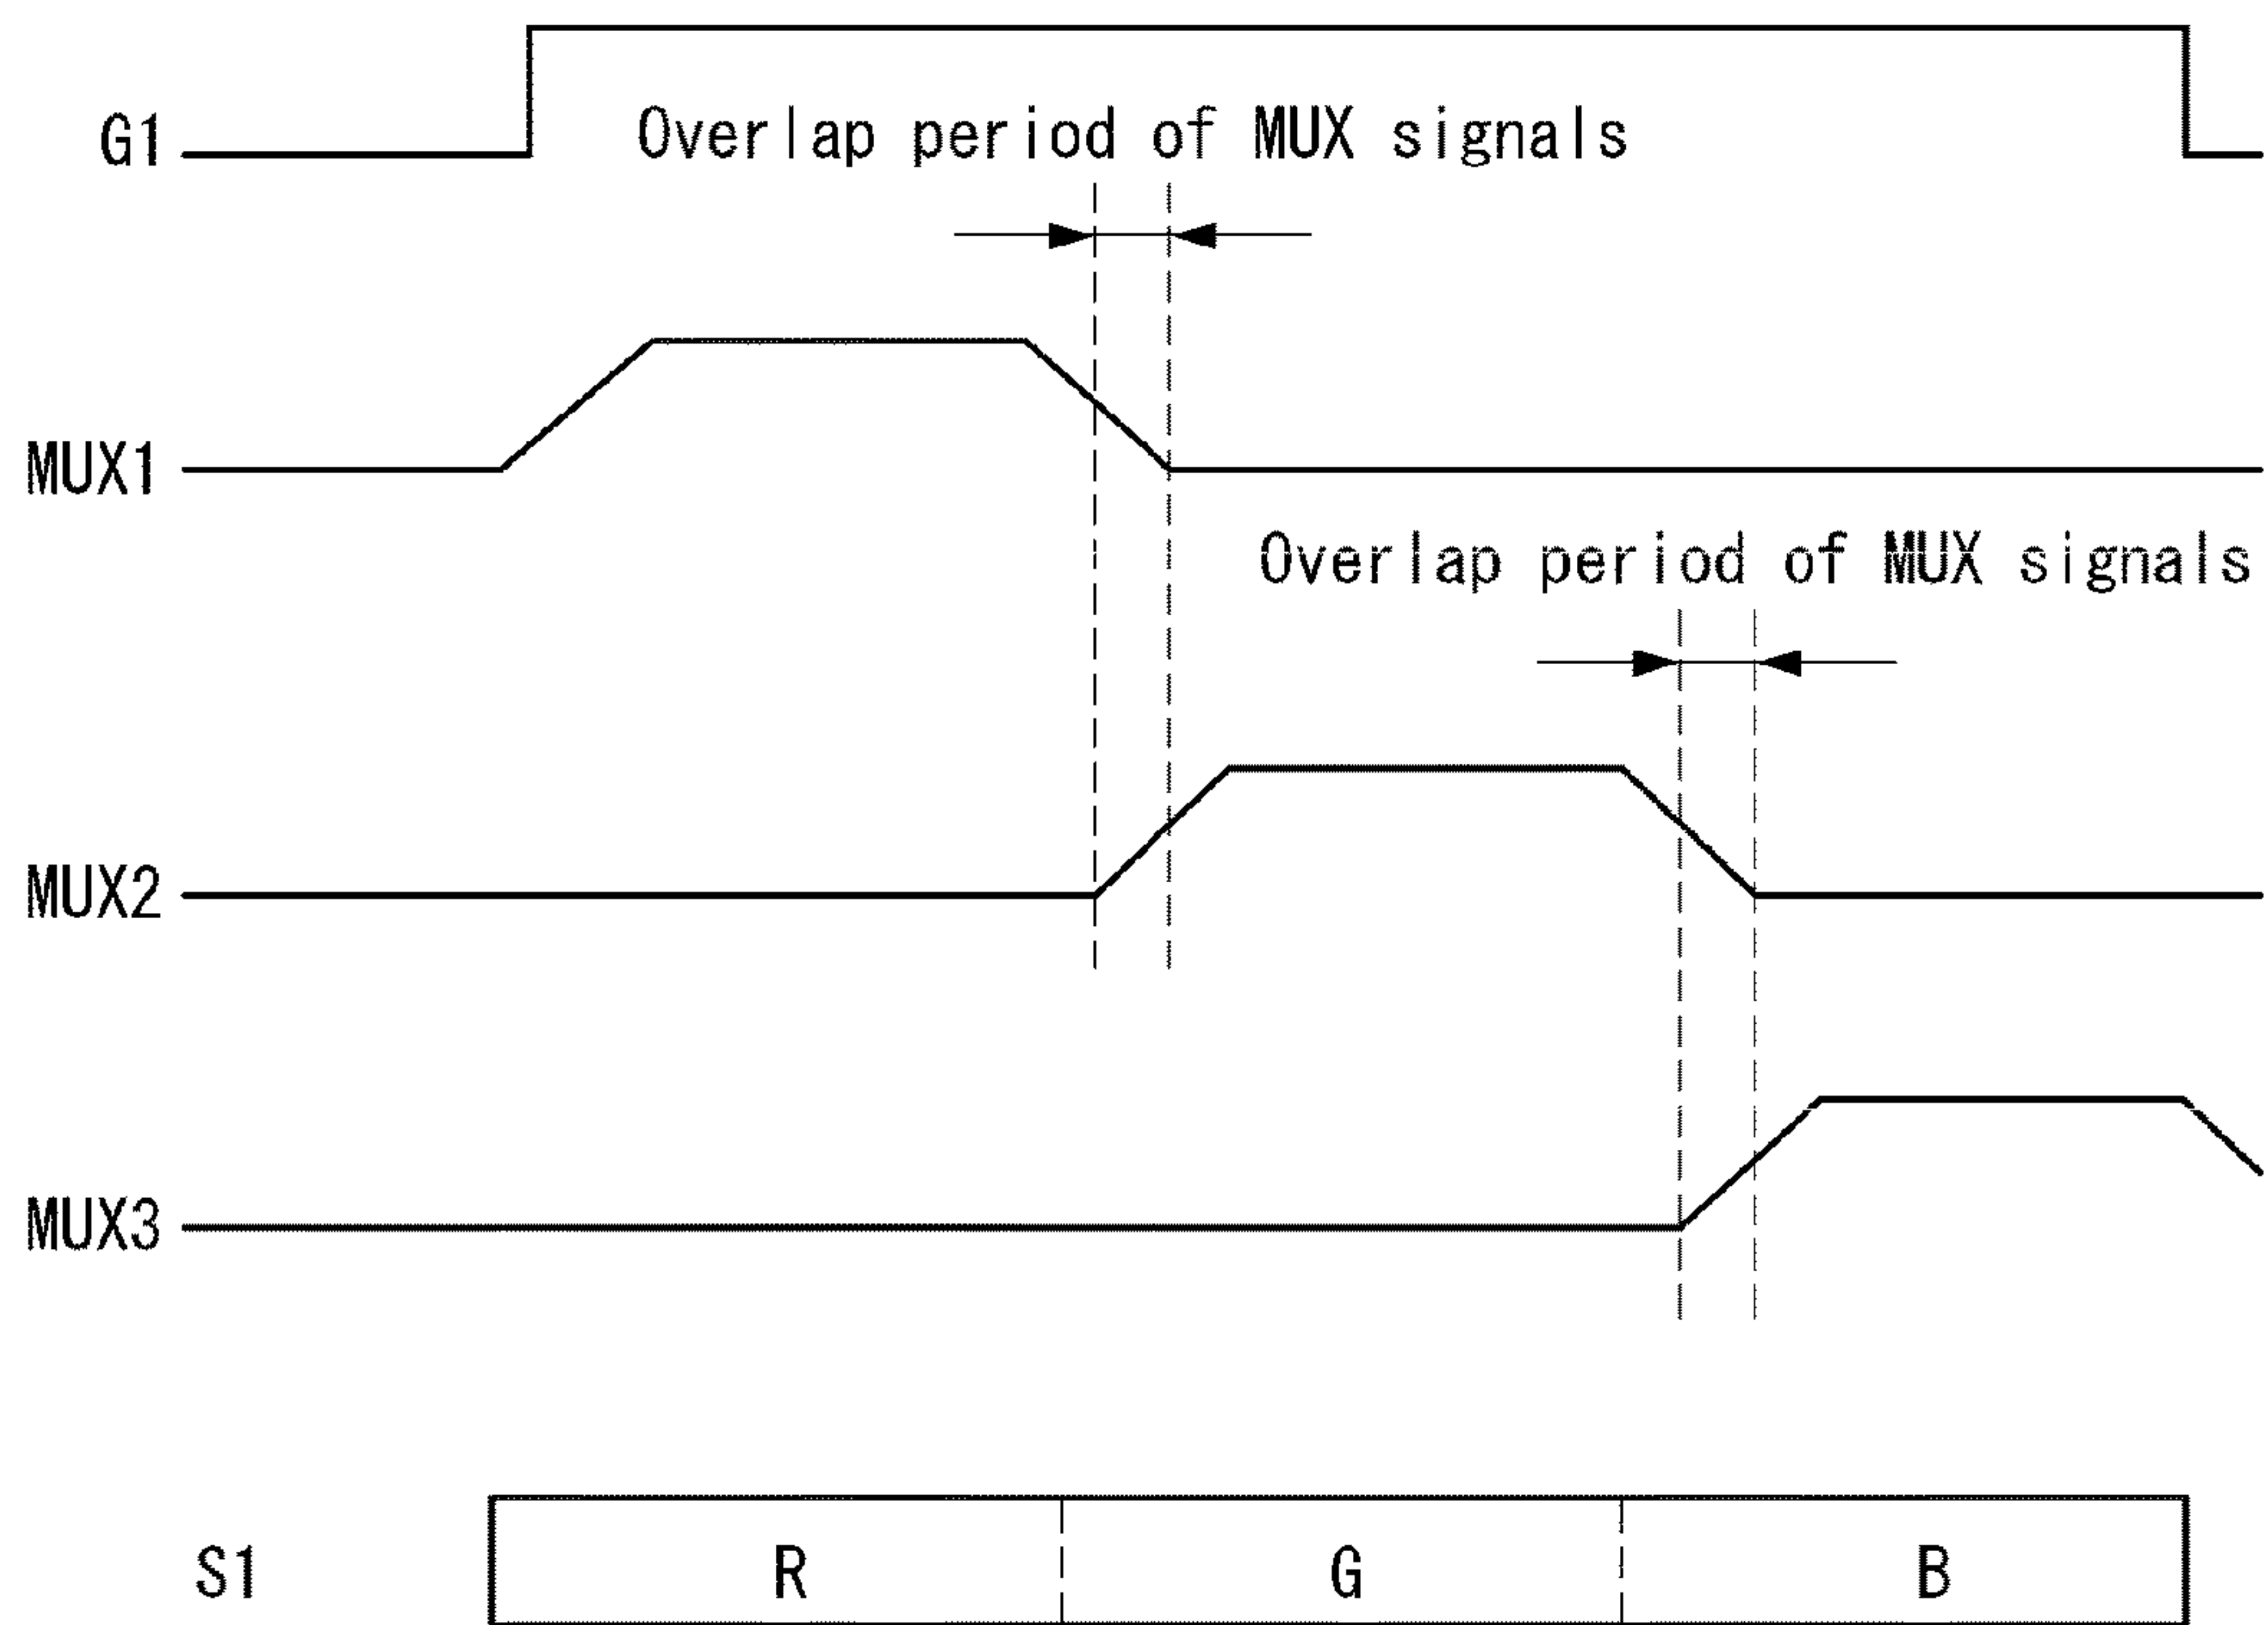 G1
Overlap period of MUX signals
MUX1
Overlap period of MUX signals
MUX2
MUX3
S1 R G B